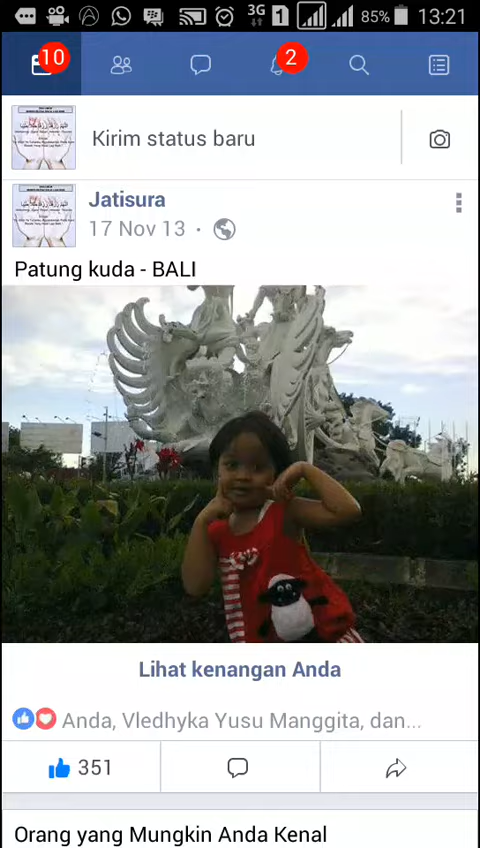 3G
1
85%
13:21
10
2
Kirim status baru
Jatisura
17 Nov 13 ·
Patung kuda - BALI
Lihat kenangan Anda
Anda, Vledhyka Yusu Manggita, dan...
351
Orang yang Mungkin Anda Kenal